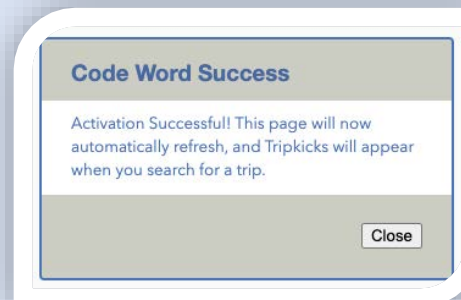 Code Word Success
Activation Successful! This page will now
automatically refresh, and Tripkicks will appear
when you search for a trip.
Close